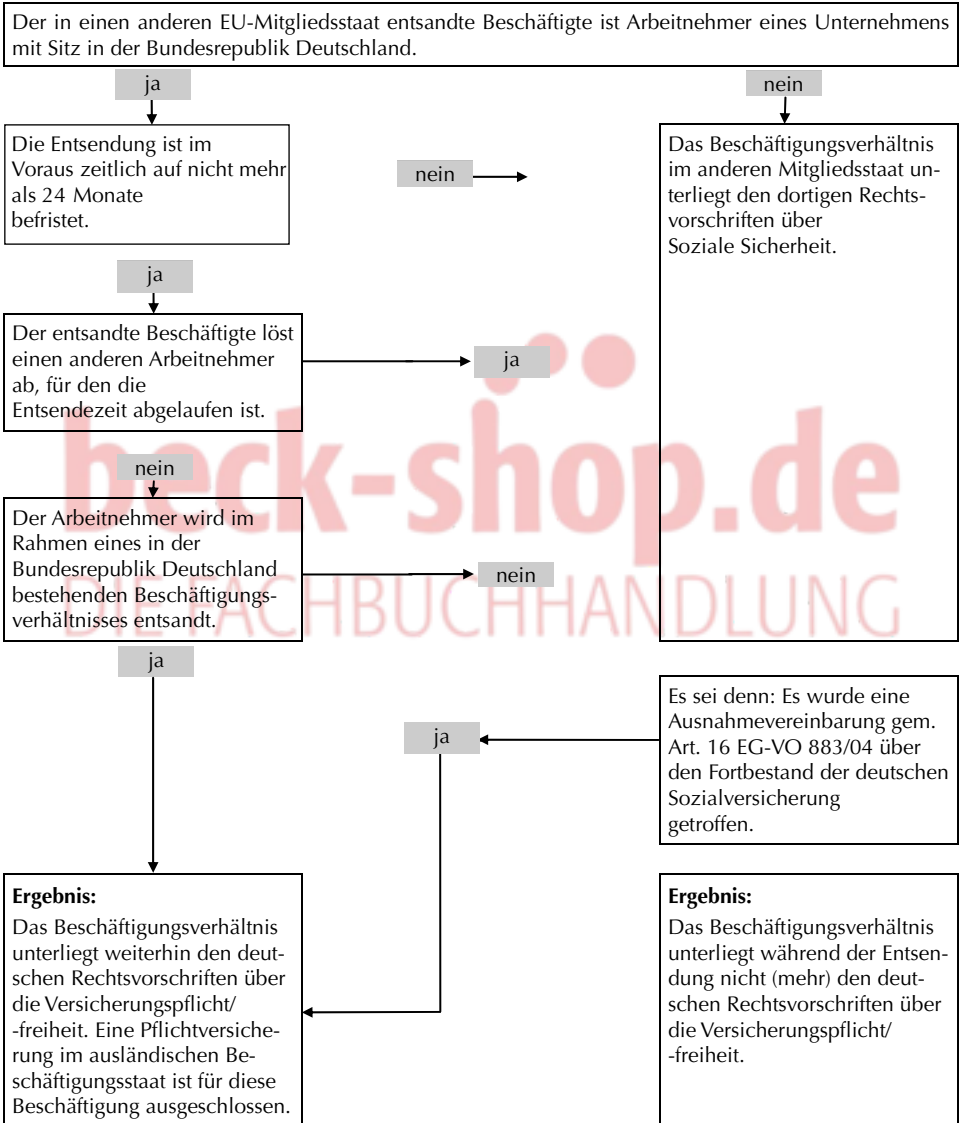 Der in einen anderen EU-Mitgliedsstaat entsandte Beschäftigte ist Arbeitnehmer eines Unternehmens
mit Sitz in der Bundesrepublik Deutschland.
ja
nein
Die Entsendung ist im
Voraus zeitlich auf nicht mehr
als 24 Monate
befristet.
nein
Das Beschäftigungsverhältnis
im anderen Mitgliedsstaat un-
terliegt den dortigen Rechts-
vorschriften über
Soziale Sicherheit.
ja
Der entsandte Beschäftigte löst
einen anderen Arbeitnehmer
ab, für den die
Entsendezeit abgelaufen ist.
ja
beck-shop.de
DIE FACHBUCHHANDLUNG
nein
Der Arbeitnehmer wird im
Rahmen eines in der
Bundesrepublik Deutschland
bestehenden Beschäftigungs-
verhältnisses entsandt.
nein
ja
Es sei denn: Es wurde eine
Ausnahmevereinbarung gem.
Art. 16 EG-VO 883/04 über
den Fortbestand der deutschen
Sozialversicherung
getroffen.
ja
Ergebnis:
Das Beschäftigungsverhältnis
unterliegt weiterhin den deut-
schen Rechtsvorschriften über
die Versicherungspflicht/
-freiheit. Eine Pflichtversiche-
rung im ausländischen Be-
schäftigungsstaat ist für diese
Beschäftigung ausgeschlossen.
Ergebnis:
Das Beschäftigungsverhältnis
unterliegt während der Entsen-
dung nicht (mehr) den deut-
schen Rechtsvorschriften über
die Versicherungspflicht/
-freiheit.